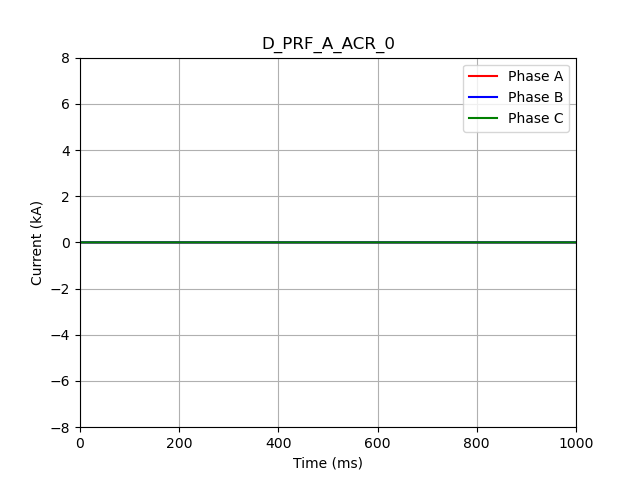 D_PRF_A_ACR_0
8
6
4
2
0
−2
−4
−6
−8
Current (kA)
Phase A
Phase B
Phase C
0 200 400 600 800 1000
Time (ms)